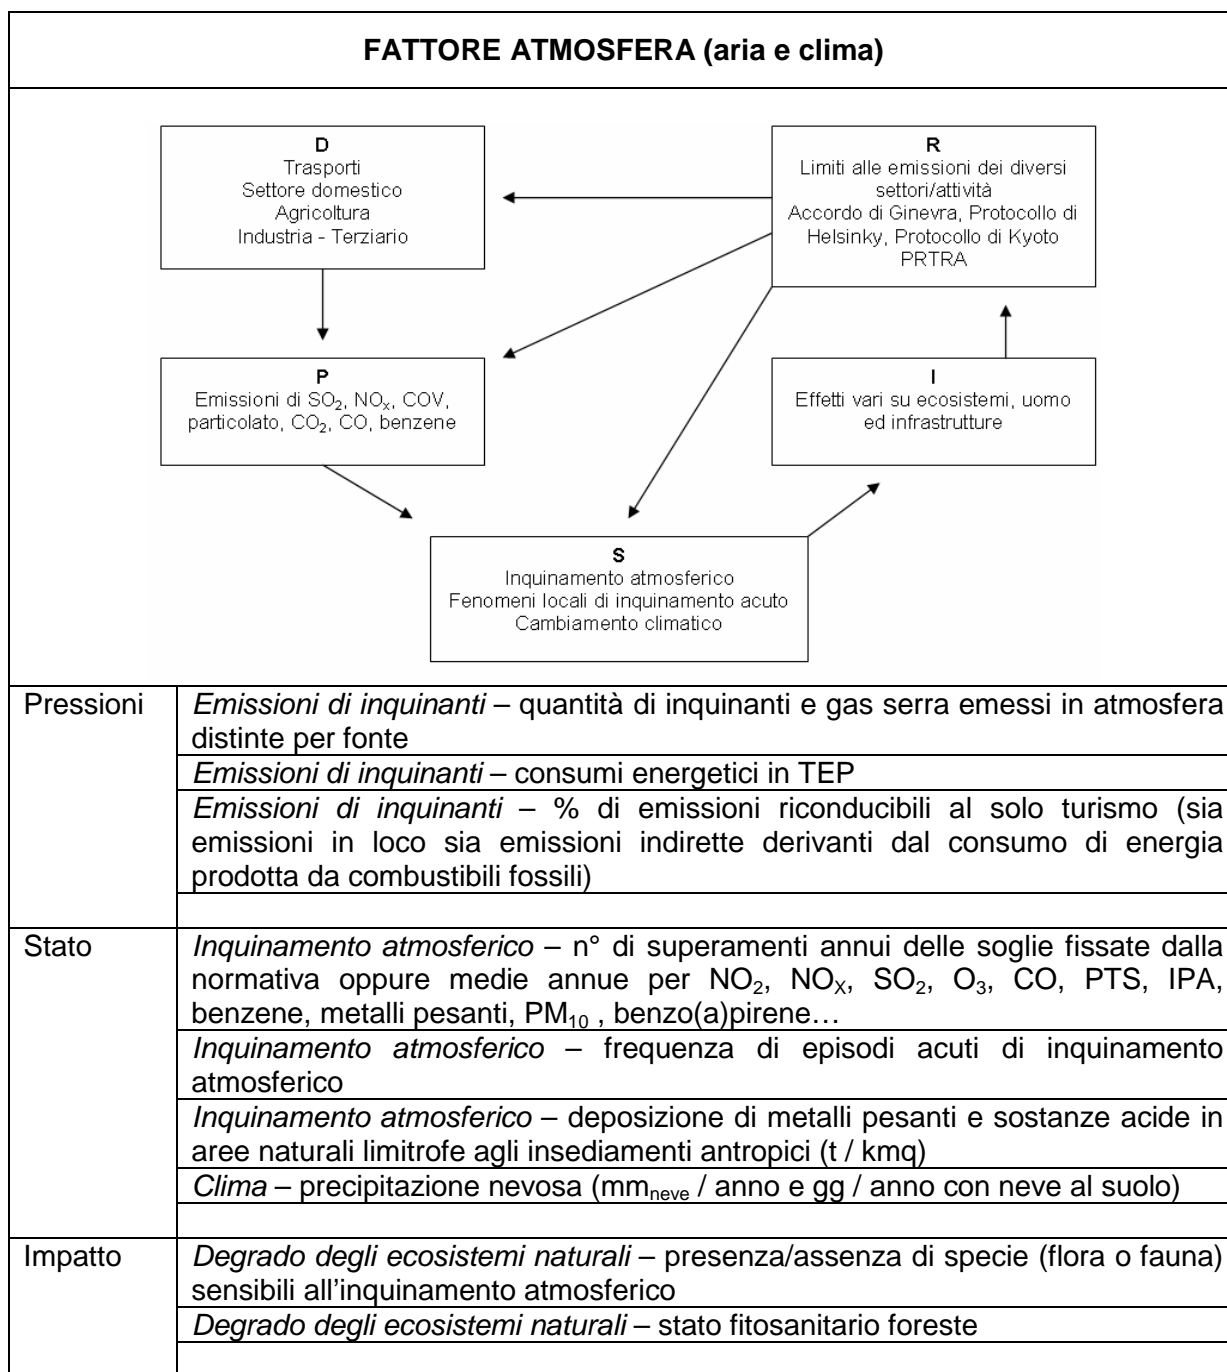 FATTORE ATMOSFERA (aria e clima)
D
Trasporti
Settore domestico
Agricoltura
Industria - Terziario
R
Limiti alle emissioni dei diversi
settori/attività
Accordo di Ginevra, Protocollo di
Helsinky, Protocollo di Kyoto
PRTRA
P
Emissioni di SO₂, NOₓ, COV,
particolato, CO₂, CO, benzene
I
Effetti vari su ecosistemi, uomo
ed infrastrutture
S
Inquinamento atmosferico
Fenomeni locali di inquinamento acuto
Cambiamento climatico
Pressioni
Emissioni di inquinanti – quantità di inquinanti e gas serra emessi in atmosfera
distinte per fonte
Emissioni di inquinanti – consumi energetici in TEP
Emissioni di inquinanti – % di emissioni riconducibili al solo turismo (sia
emissioni in loco sia emissioni indirette derivanti dal consumo di energia
prodotta da combustibili fossili)
Stato
Inquinamento atmosferico – n° di superamenti annui delle soglie fissate dalla
normativa oppure medie annue per NO₂, NOX, SO₂, O₃, CO, PTS, IPA,
benzene, metalli pesanti, PM₁₀ , benzo(a)pirene…
Inquinamento atmosferico – frequenza di episodi acuti di inquinamento
atmosferico
Inquinamento atmosferico – deposizione di metalli pesanti e sostanze acide in
aree naturali limitrofe agli insediamenti antropici (t / kmq)
Clima – precipitazione nevosa (mmneve / anno e gg / anno con neve al suolo)
Impatto
Degrado degli ecosistemi naturali – presenza/assenza di specie (flora o fauna)
sensibili all’inquinamento atmosferico
Degrado degli ecosistemi naturali – stato fitosanitario foreste